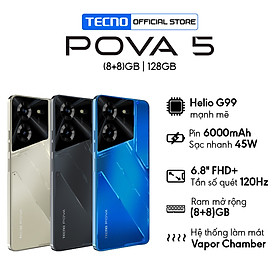 TECNO OFFICIAL STORE
POVA 5
(8+8)GB | 128GB
Helio G99
mạnh mẽ
Pin 6000mAh
Sạc nhanh 45W
6.8" FHD+
Tần số quét 120Hz
Ram mở rộng
(8+8)GB
Hệ thống làm mát
Vapor Chamber